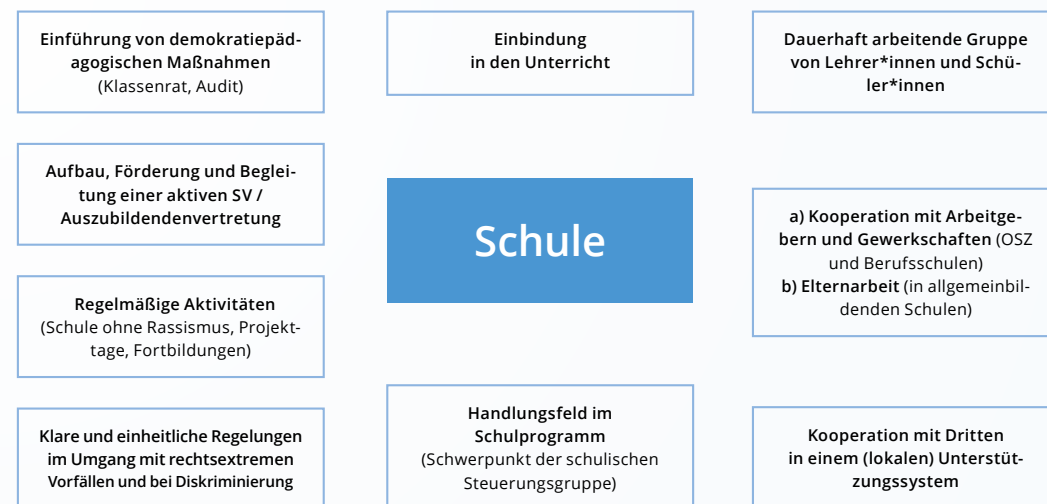 Einführung von demokratiepäd-
agogischen Maßnahmen
(Klassenrat, Audit)
Aufbau, Förderung und Beglei-
tung einer aktiven SV /
Auszubildendenvertretung
Regelmäßige Aktivitäten
(Schule ohne Rassismus, Projekt-
tage, Fortbildungen)
Klare und einheitliche Regelungen
im Umgang mit rechtsextremen
Vorfällen und bei Diskriminierung
Einbindung
in den Unterricht
Schule
Handlungsfeld im
Schulprogramm
(Schwerpunkt der schulischen
Steuerungsgruppe)
Dauerhaft arbeitende Gruppe
von Lehrer*innen und Schü-
ler*innen
a) Kooperation mit Arbeitge-
bern und Gewerkschaften (OSZ
und Berufsschulen)
b) Elternarbeit (in allgemeinbil-
denden Schulen)
Kooperation mit Dritten
in einem (lokalen) Unterstüt-
zungssystem